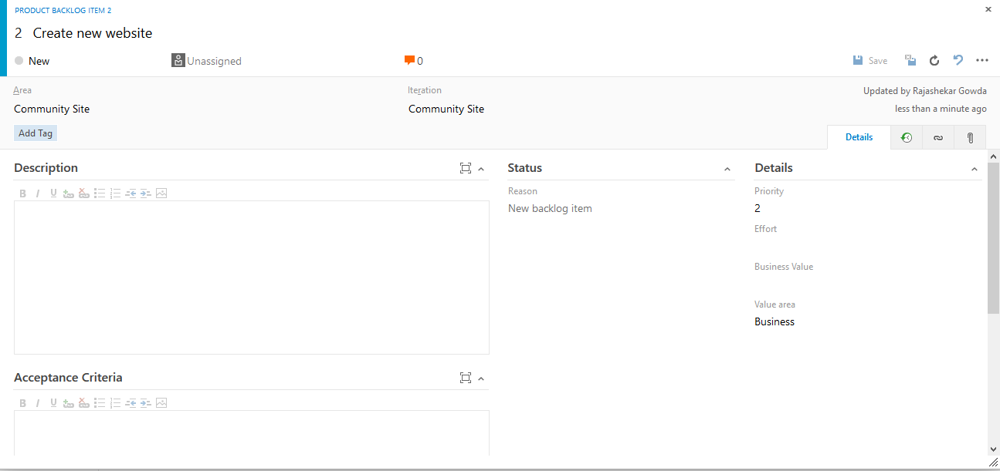 PRODUCT BACKLOG ITEM 2
2 Create new website
New
Unassigned
0
Save
Area
Community Site
Iteration
Community Site
Updated by Rajashekar Gowda
less than a minute ago
Add Tag
Details
Description
B I U
Status
Reason
New backlog item
Details
Priority
2
Effort
Business Value
Value area
Business
Acceptance Criteria
B I U